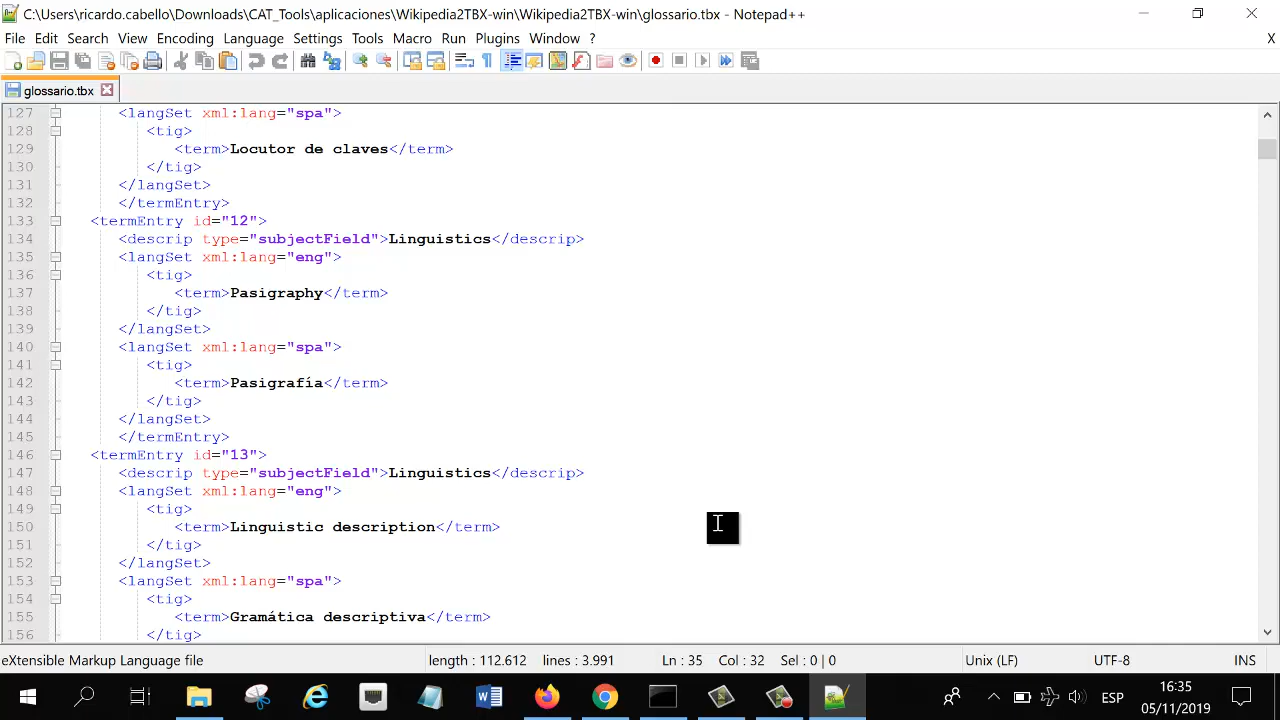 C:\Users\ricardo.cabello\Downloads\CAT_Tools\aplicaciones\Wikipedia2TBX-win\Wikipedia2TBX-win\glossario.tbx - Notepad++
File Edit Search View Encoding Language Settings Tools Macro Run Plugins Window ? X
glossario.tbx
127 <langSet xml:lang="spa">
128 <tig>
129 <term>Locutor de claves</term>
130 </tig>
131 </langSet>
132 </termEntry>
133 <termEntry id="12">
134 <descrip type="subjectField">Linguistics</descrip>
135 <langSet xml:lang="eng">
136 <tig>
137 <term>Pasigraphy</term>
138 </tig>
139 </langSet>
140 <langSet xml:lang="spa">
141 <tig>
142 <term>Pasigrafía</term>
143 </tig>
144 </langSet>
145 </termEntry>
146 <termEntry id="13">
147 <descrip type="subjectField">Linguistics</descrip>
148 <langSet xml:lang="eng">
149 <tig>
150 <term>Linguistic description</term>
151 </tig>
152 </langSet>
153 <langSet xml:lang="spa">
154 <tig>
155 <term>Gramática descriptiva</term>
156 </tig>
eXtensible Markup Language file length : 112.612 lines : 3.991 Ln : 35 Col : 32 Sel : 0 | 0 Unix (LF) UTF-8 INS
ESP 16:35
05/11/2019